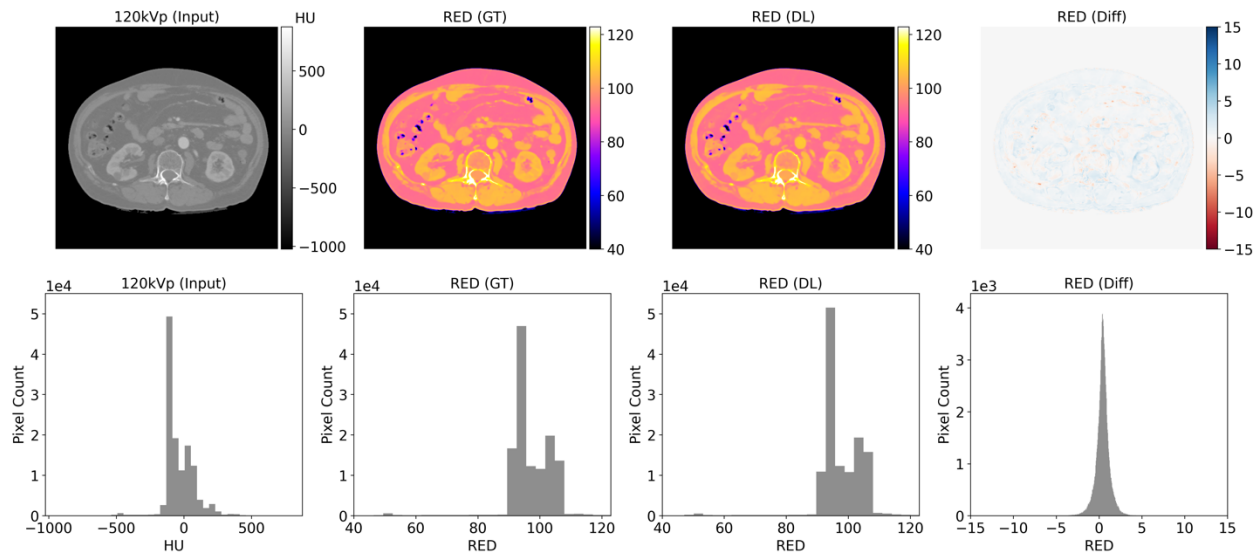 120kVp (Input)
HU
500
0
−500
−1000
RED (GT)
120
100
80
60
40
RED (DL)
120
100
80
60
40
RED (Diff)
15
10
5
0
−5
−10
−15
120kVp (Input)
1e4
5
4
3
2
1
0
Pixel Count
−1000 −500 0 500
HU
RED (GT)
1e4
5
4
3
2
1
0
Pixel Count
40 60 80 100 120
RED
RED (DL)
1e4
5
4
3
2
1
0
Pixel Count
40 60 80 100 120
RED
RED (Diff)
1e3
4
3
2
1
0
Pixel Count
−15 −10 −5 0 5 10 15
RED